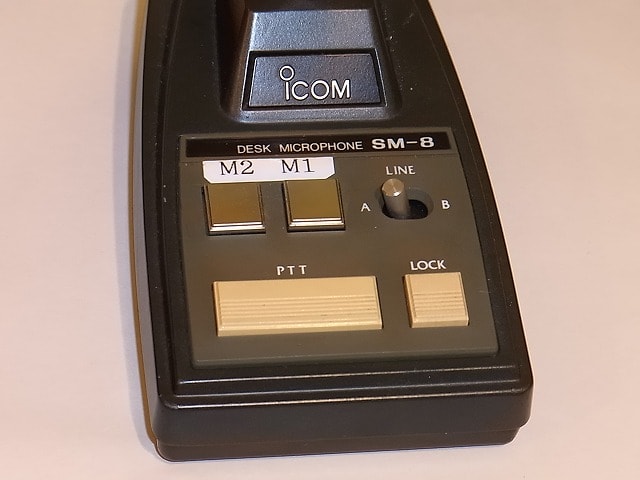 ICOM
DESK MICROPHONE SM-8
M2 M1
LINE
A B
PTT LOCK